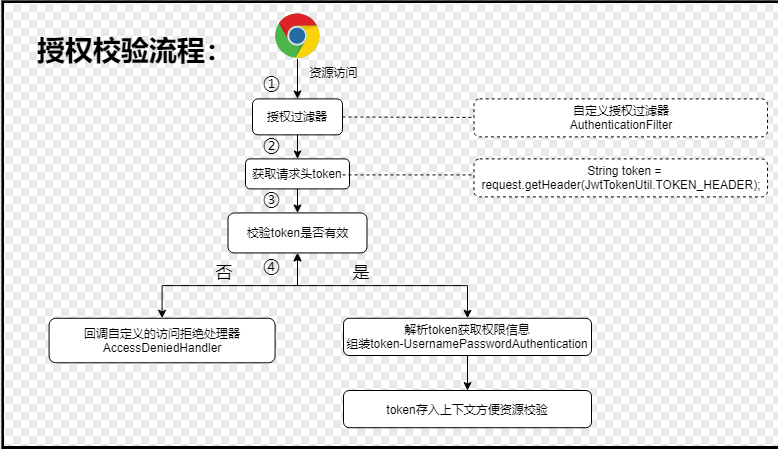 授权校验流程：
资源访问
①
授权过滤器
自定义授权过滤器
AuthenticationFilter
②
获取请求头token-
String token =
request.getHeader(JwtTokenUtil.TOKEN_HEADER);
③
校验token是否有效
④
否
是
回调自定义的访问拒绝处理器
AccessDeniedHandler
解析token获取权限信息
组装token-UsernamePasswordAuthentication
token存入上下文方便资源校验